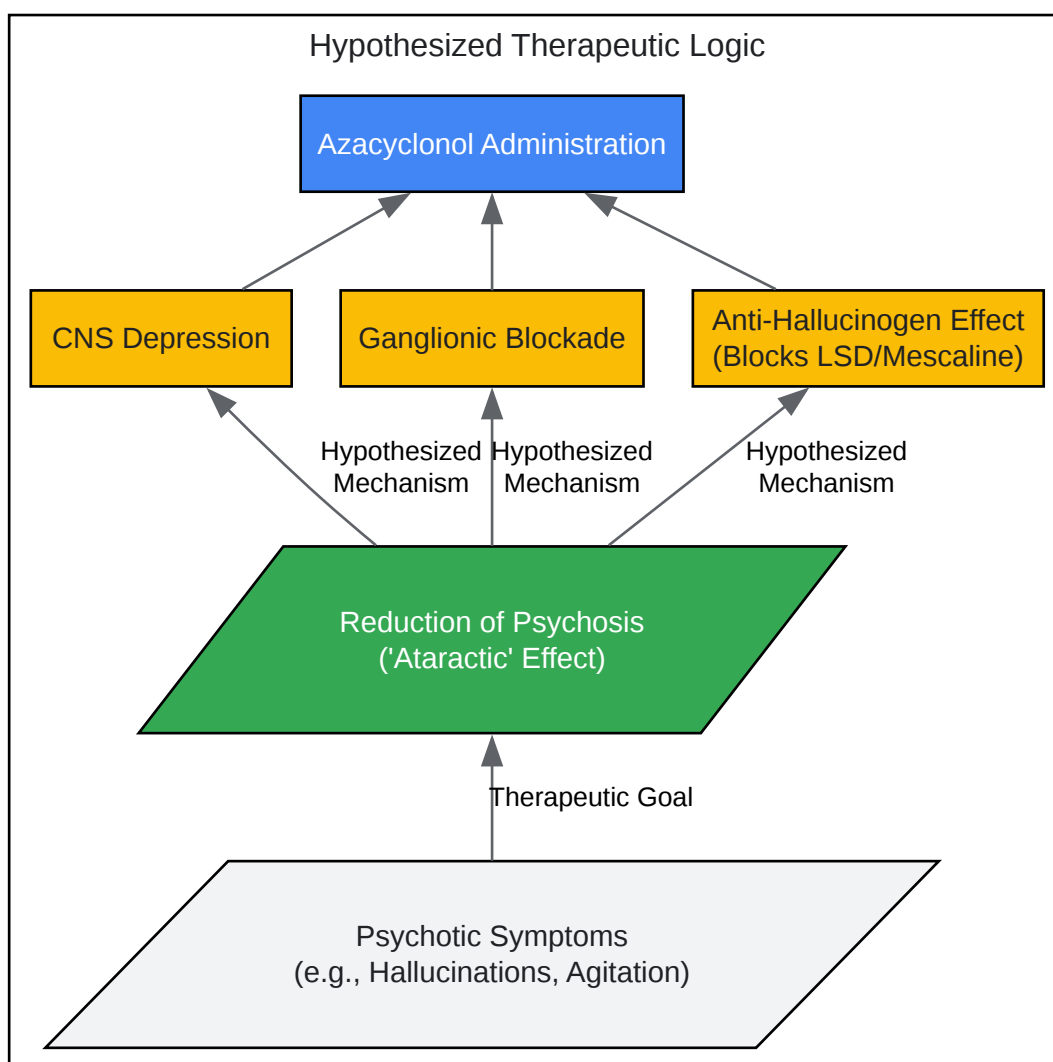 Hypothesized Therapeutic Logic
Azacyclonol Administration
CNS Depression
Ganglionic Blockade
Anti-Hallucinogen Effect
(Blocks LSD/Mescaline)
Hypothesized
Mechanism
Hypothesized
Mechanism
Hypothesized
Mechanism
Reduction of Psychosis
('Ataractic' Effect)
Therapeutic Goal
Psychotic Symptoms
(e.g., Hallucinations, Agitation)